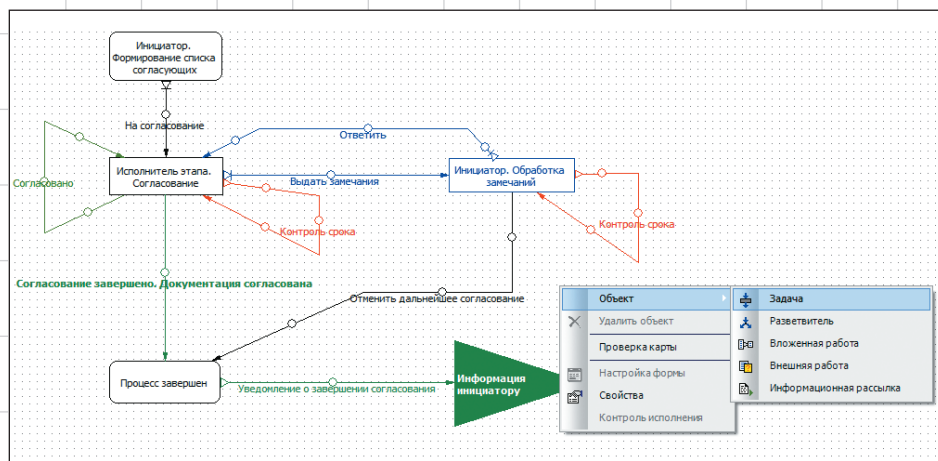 Инициатор.
Формирование списка
согласующих
На согласование
Ответить
Согласовано
Исполнитель этапа.
Согласование
Выдать замечания
Инициатор. Обработка
замечаний
Контроль срока
Контроль срока
Согласование завершено. Документация согласована
Отменить дальнейшее согласование
Процесс завершен
Уведомление о завершении согласования
Информация
инициатору
Объект
Удалить объект
Проверка карты
Настройка формы
Свойства
Контроль исполнения
Задача
Разветвитель
Вложенная работа
Внешняя работа
Информационная рассылка